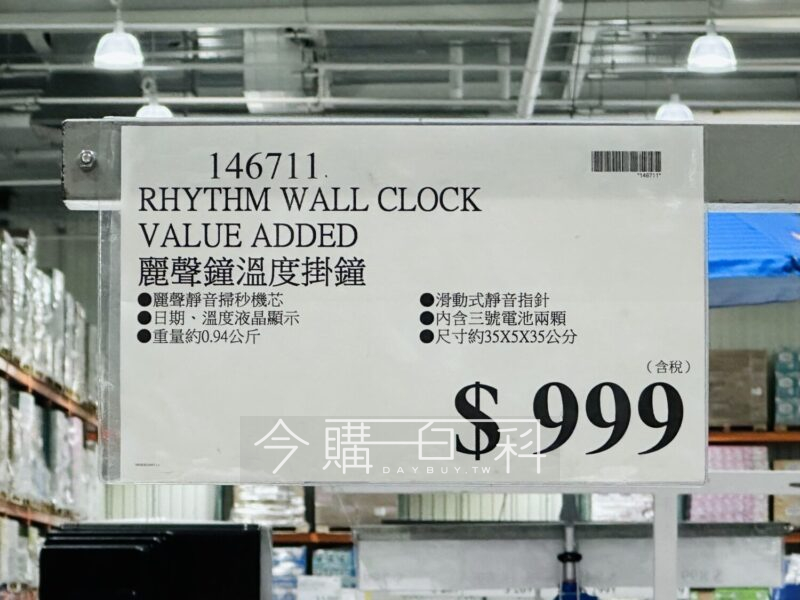 146711
"146711"
RHYTHM WALL CLOCK
VALUE ADDED
麗聲鐘溫度掛鐘
●麗聲靜音掃秒機芯
●日期、溫度液晶顯示
●重量約0.94公斤
●滑動式靜音指針
●內含三號電池兩顆
●尺寸約35X5X35公分
（含稅）
$ 999
今購百科
DAYBUY.TW